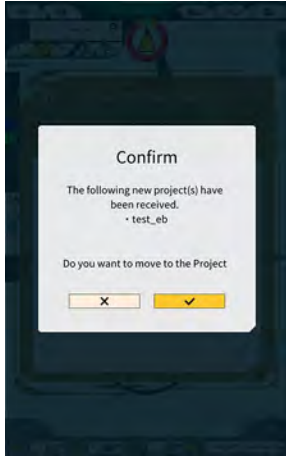 Confirm
The following new project(s) have
been received.
・test_eb
Do you want to move to the Project